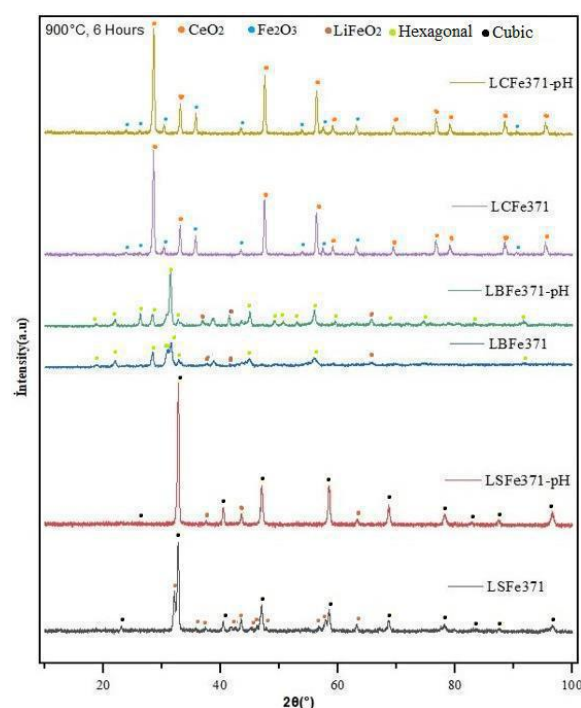 900°C, 6 Hours
CeO₂
Fe₂O₃
LiFeO₂
Hexagonal
Cubic
LCFe371-pH
LCFe371
LBFe371-pH
LBFe371
LSFe371-pH
LSFe371
İntensity(a.u)
20
40
60
80
100
2θ(°)